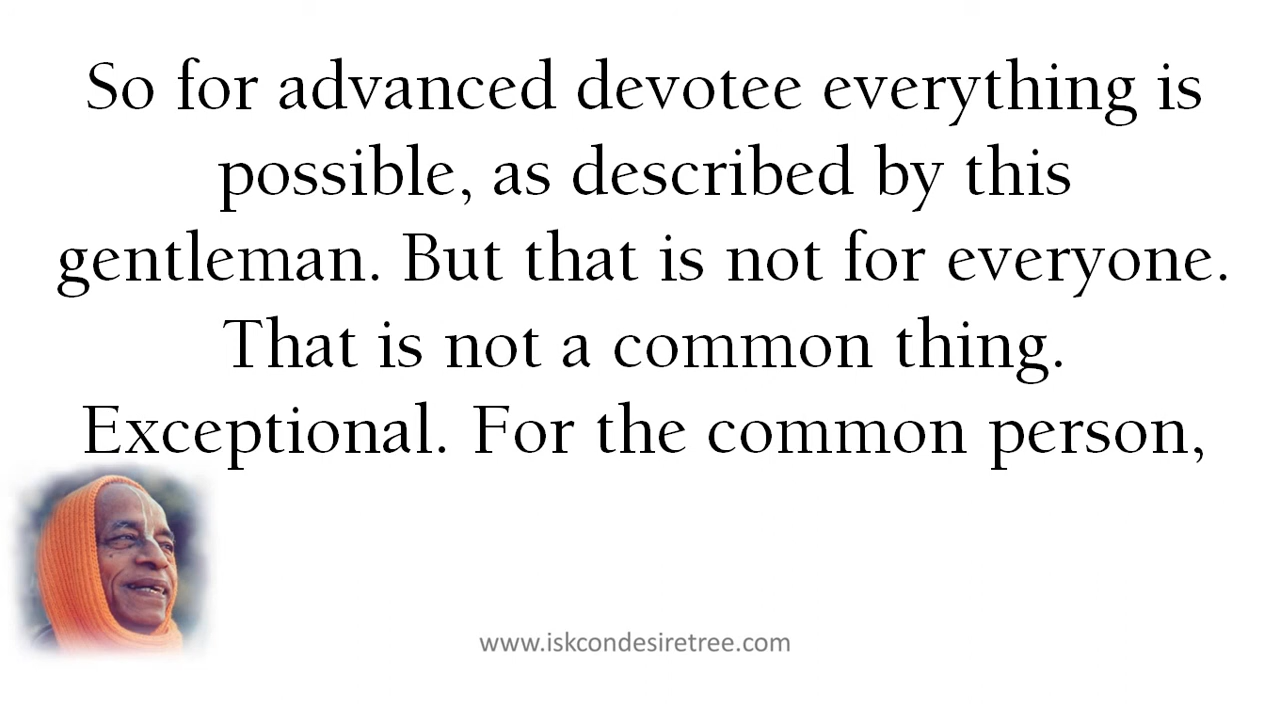 So for advanced devotee everything is
possible, as described by this
gentleman. But that is not for everyone.
That is not a common thing.
Exceptional. For the common person,
www.iskcondesiretree.com